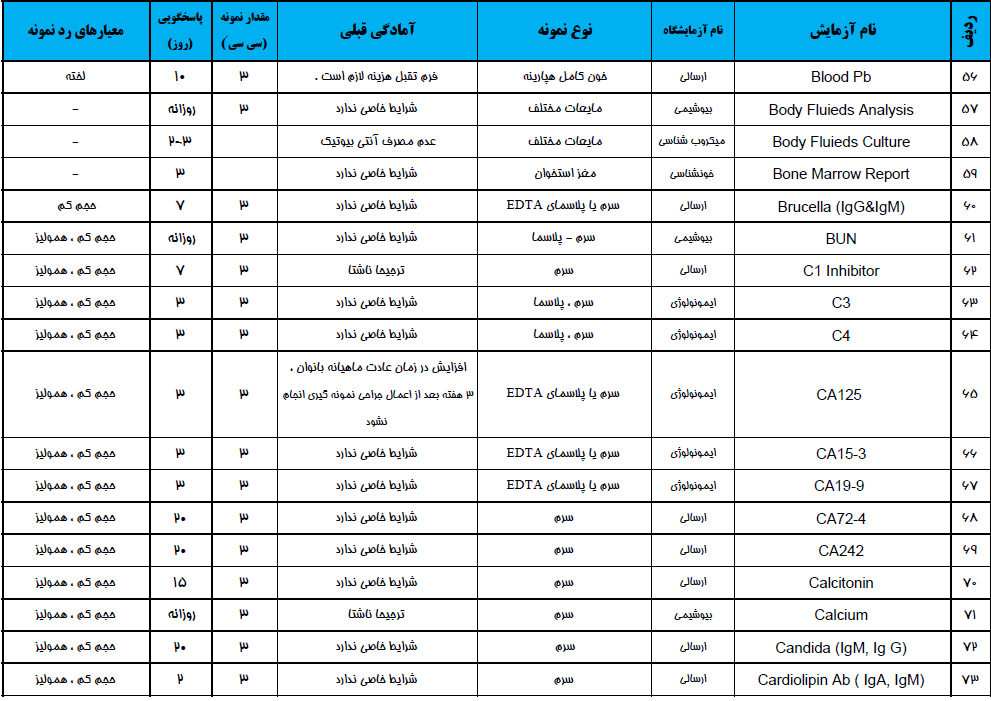 ردیف نام آزمایش نام آزمایشگاه نوع نمونه آمادگی قبلی مقدار نمونه (سی سی) پاسخگویی (روز) معیارهای رد نمونه
۵۶ Blood Pb ارسالی خون کامل هپارینه فرم تقبل هزینه لازم است . ۳ ۱۰ لخته
۵۷ Body Fluieds Analysis بیوشیمی مایعات مختلف شرایط خاصی ندارد ۳ روزانه -
۵۸ Body Fluieds Culture میکروب شناسی مایعات مختلف عدم مصرف آنتی بیوتیک ۲-۳ -
۵۹ Bone Marrow Report خونشناسی مغز استخوان شرایط خاصی ندارد ۳ -
۶۰ Brucella (IgG&IgM) ارسالی سرم یا پلاسمای EDTA شرایط خاصی ندارد ۳ ۷ حجم کم
۶۱ BUN بیوشیمی سرم - پلاسما شرایط خاصی ندارد ۳ روزانه حجم کم ، همولیز
۶۲ C1 Inhibitor ارسالی سرم ترجیحا ناشتا ۳ ۷ حجم کم ، همولیز
۶۳ C3 ایمونولوژی سرم ، پلاسما شرایط خاصی ندارد ۳ ۳ حجم کم ، همولیز
۶۴ C4 ایمونولوژی سرم ، پلاسما شرایط خاصی ندارد ۳ ۳ حجم کم ، همولیز
۶۵ CA125 ایمونولوژی سرم یا پلاسمای EDTA افزایش در زمان عادت ماهیانه بانوان ،
۳ هفته بعد از اعمال جراحی نمونه گیری انجام
نشود ۳ ۳ حجم کم ، همولیز
۶۶ CA15-3 ایمونولوژی سرم یا پلاسمای EDTA شرایط خاصی ندارد ۳ ۳ حجم کم ، همولیز
۶۷ CA19-9 ایمونولوژی سرم یا پلاسمای EDTA شرایط خاصی ندارد ۳ ۳ حجم کم ، همولیز
۶۸ CA72-4 ارسالی سرم شرایط خاصی ندارد ۳ ۲۰ حجم کم ، همولیز
۶۹ CA242 ارسالی سرم شرایط خاصی ندارد ۳ ۲۰ حجم کم ، همولیز
۷۰ Calcitonin ارسالی سرم شرایط خاصی ندارد ۳ ۱۵ حجم کم ، همولیز
۷۱ Calcium بیوشیمی سرم ترجیحا ناشتا ۳ روزانه حجم کم ، همولیز
۷۲ Candida (IgM, Ig G) ارسالی سرم شرایط خاصی ندارد ۳ ۲۰ حجم کم ، همولیز
۷۳ Cardiolipin Ab ( IgA, IgM) ارسالی سرم شرایط خاصی ندارد ۳ ۲ حجم کم ، همولیز